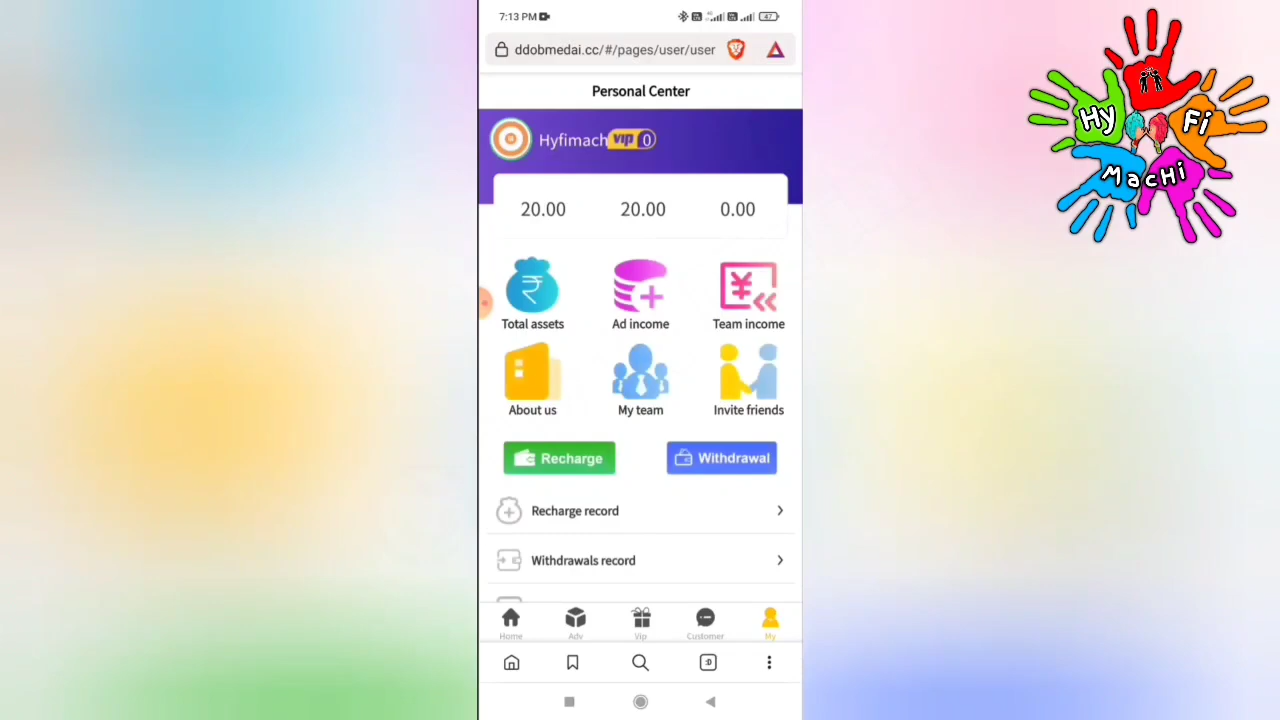 7:13 PM
47
ddobmedai.cc/#/pages/user/user
Personal Center
Hyfimach vip 0
20.00 20.00 0.00
Total assets Ad income Team income
About us My team Invite friends
Recharge Withdrawal
Recharge record
Withdrawals record
Home Adv Vip Customer My
:D
Hy Fi
MacHi